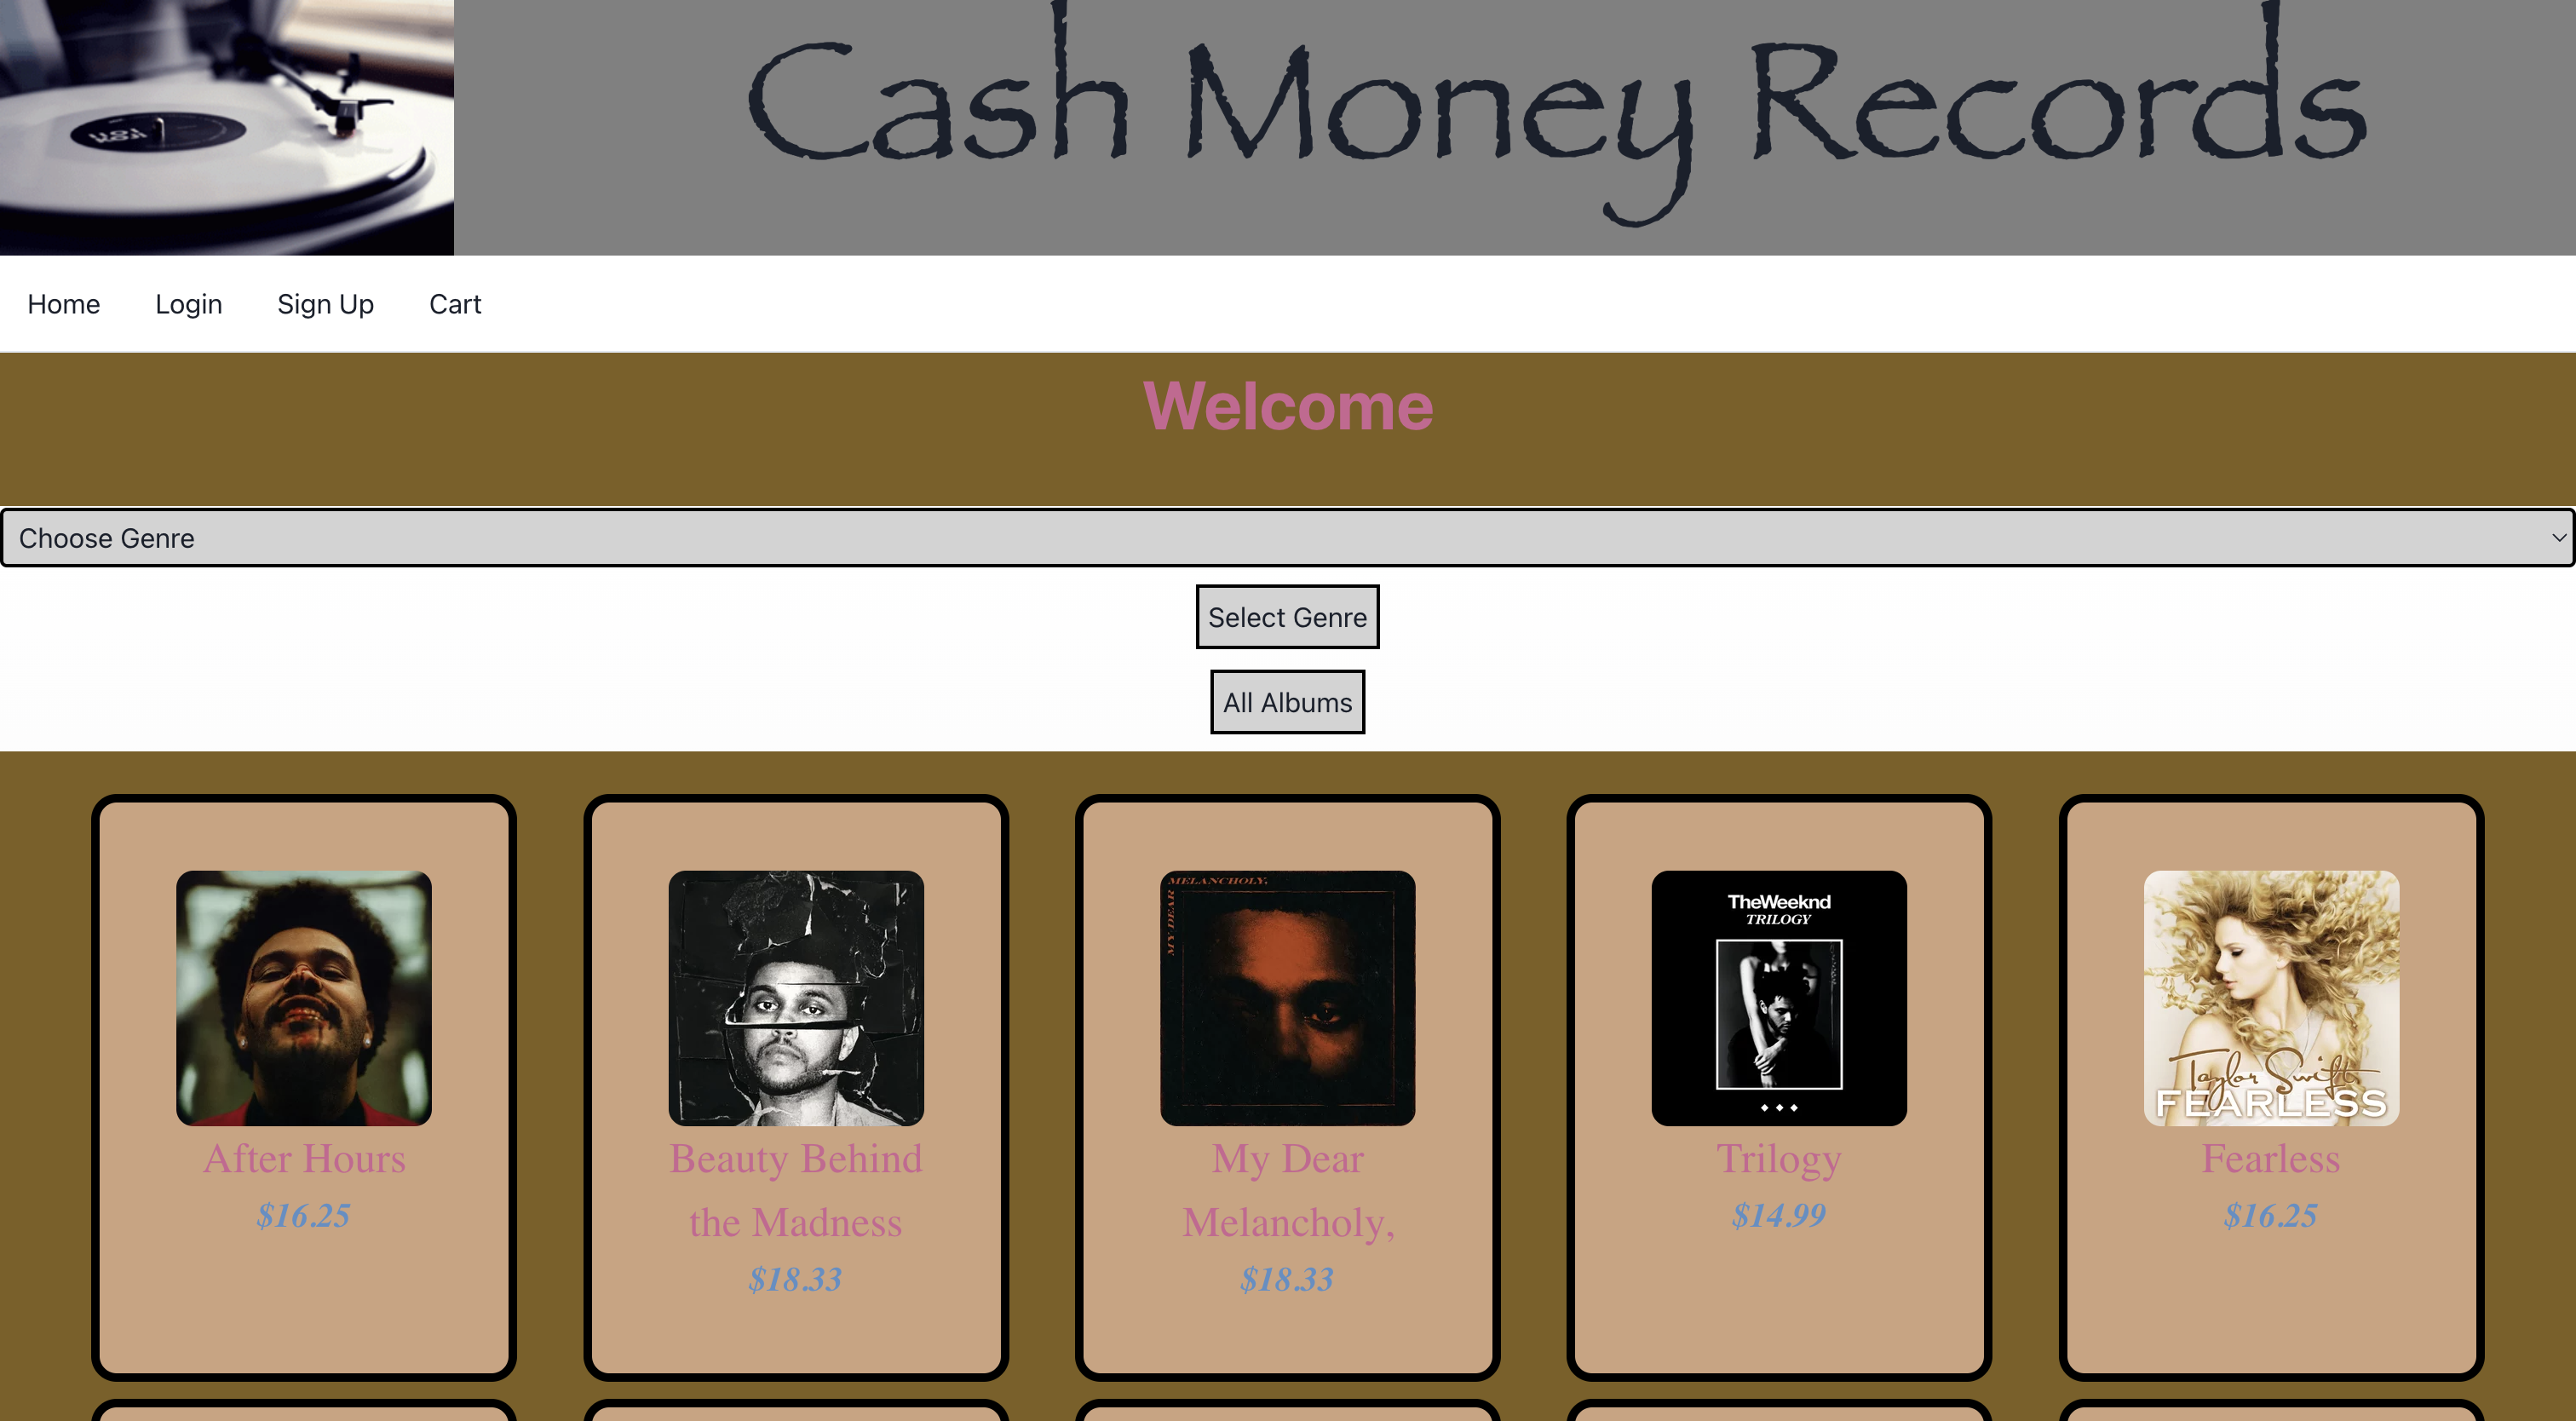 Cash Money Records
Home Login Sign Up Cart
Welcome
Choose Genre
Select Genre
All Albums
MELANCHOLY,
MY DEAR
TheWeeknd
TRILOGY
Taylor Swift
FEARLESS
After Hours
$16.25
Beauty Behind
the Madness
$18.33
My Dear
Melancholy,
$18.33
Trilogy
$14.99
Fearless
$16.25